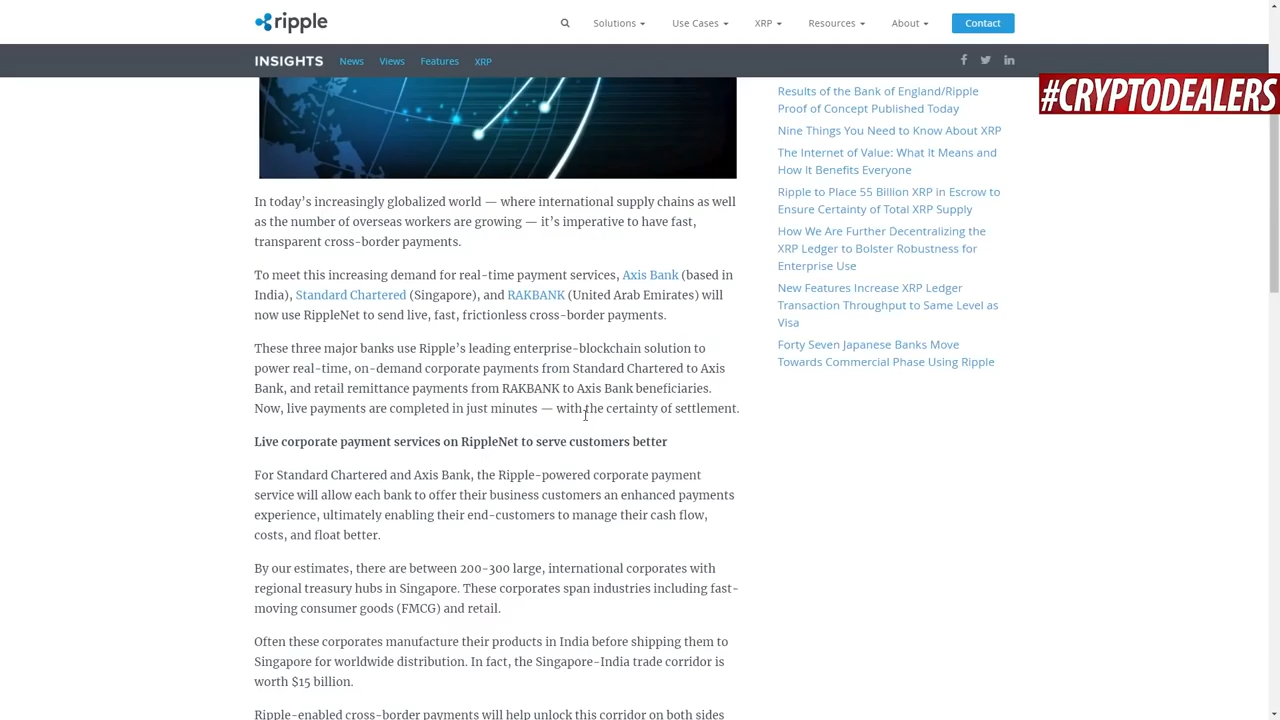 ripple
Solutions
Use Cases
XRP
Resources
About
Contact
INSIGHTS
News
Views
Features
XRP
#CRYPTODEALERS
In today’s increasingly globalized world — where international supply chains as well
as the number of overseas workers are growing — it’s imperative to have fast,
transparent cross-border payments.
To meet this increasing demand for real-time payment services, Axis Bank (based in
India), Standard Chartered (Singapore), and RAKBANK (United Arab Emirates) will
now use RippleNet to send live, fast, frictionless cross-border payments.
These three major banks use Ripple’s leading enterprise-blockchain solution to
power real-time, on-demand corporate payments from Standard Chartered to Axis
Bank, and retail remittance payments from RAKBANK to Axis Bank beneficiaries.
Now, live payments are completed in just minutes — with the certainty of settlement.
Live corporate payment services on RippleNet to serve customers better
For Standard Chartered and Axis Bank, the Ripple-powered corporate payment
service will allow each bank to offer their business customers an enhanced payments
experience, ultimately enabling their end-customers to manage their cash flow,
costs, and float better.
By our estimates, there are between 200-300 large, international corporates with
regional treasury hubs in Singapore. These corporates span industries including fast-
moving consumer goods (FMCG) and retail.
Often these corporates manufacture their products in India before shipping them to
Singapore for worldwide distribution. In fact, the Singapore-India trade corridor is
worth $15 billion.
Ripple-enabled cross-border payments will help unlock this corridor on both sides
Results of the Bank of England/Ripple
Proof of Concept Published Today
Nine Things You Need to Know About XRP
The Internet of Value: What It Means and
How It Benefits Everyone
Ripple to Place 55 Billion XRP in Escrow to
Ensure Certainty of Total XRP Supply
How We Are Further Decentralizing the
XRP Ledger to Bolster Robustness for
Enterprise Use
New Features Increase XRP Ledger
Transaction Throughput to Same Level as
Visa
Forty Seven Japanese Banks Move
Towards Commercial Phase Using Ripple